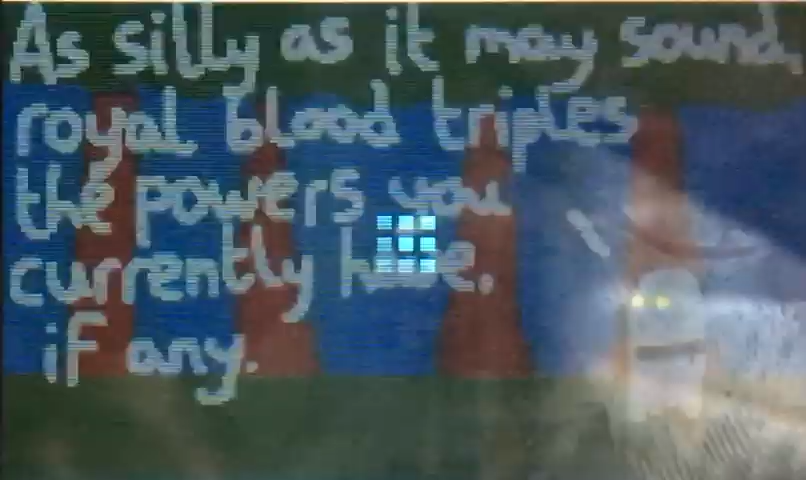 As silly as it may sound,
royal blood triples
the powers you
currently have.
if any.